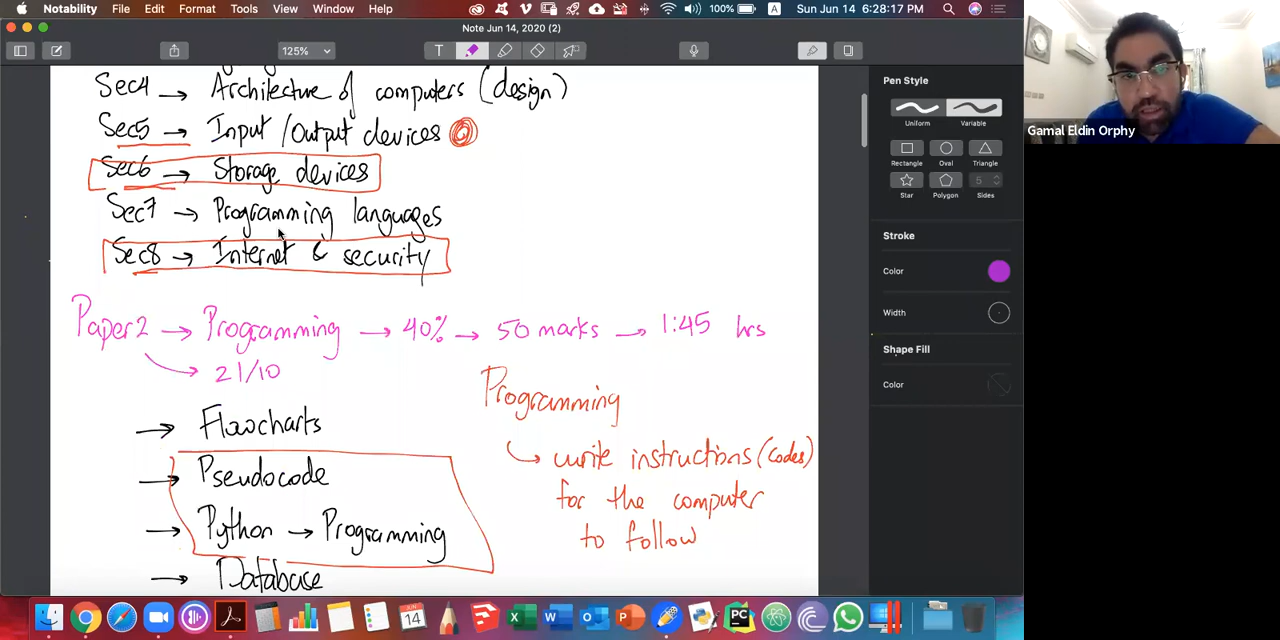 Notability File Edit Format Tools View Window Help 100% A Sun Jun 14 6:28:17 PM
Note Jun 14, 2020 (2)
125% T
Sec4 → Architecture of computers (design)
Sec5 → Input /Output devices
Sec6 → Storage devices
Sec7 → Programming languages
Sec8 → Internet & security
Paper2 → Programming → 40% → 50 marks → 1:45 hrs
→ 21/10
Programming
→ write instructions (codes)
for the computer
to follow
→ Flowcharts
→ Pseudocode
→ Python → Programming
→ Database
Pen Style
Uniform Variable
Rectangle Oval Triangle
5
Star Polygon Sides
Stroke
Color
Width
Shape Fill
Color
Gamal Eldin Orphy
JUN
14
X W O P PC